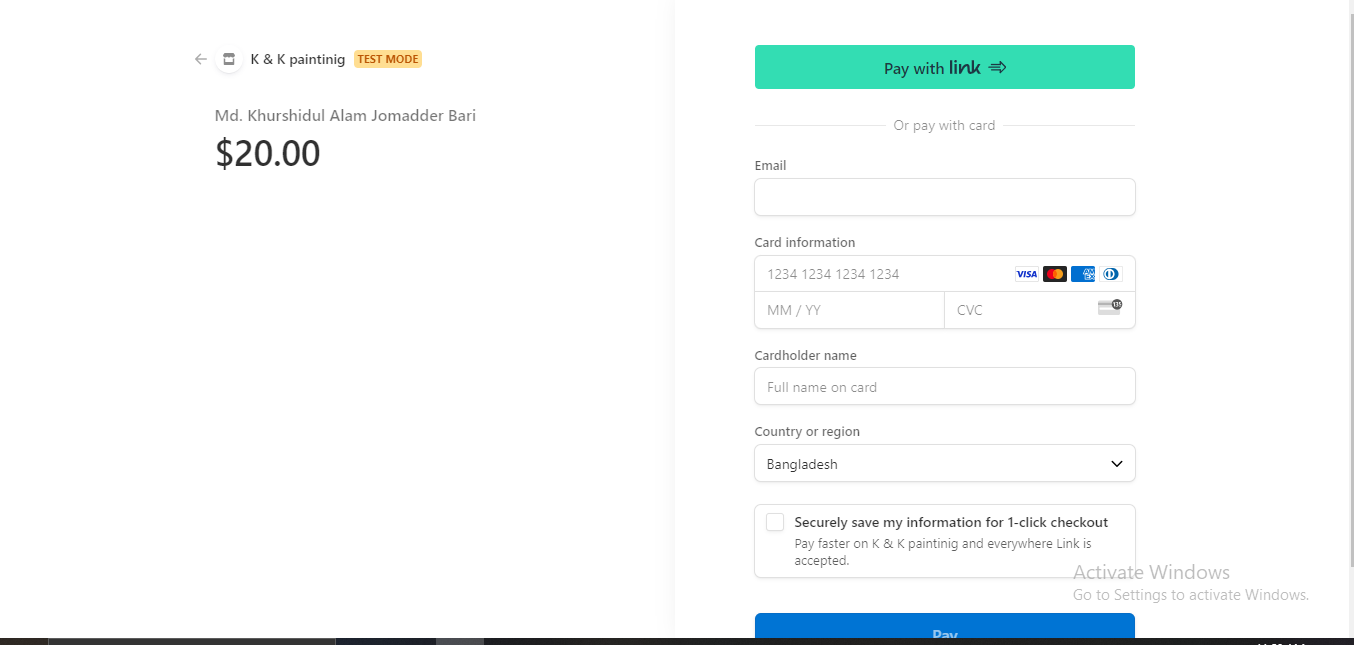 K & K paintinig TEST MODE
Md. Khurshidul Alam Jomadder Bari
$20.00
Pay with link
Or pay with card
Email
Card information
1234 1234 1234 1234 VISA
MM / YY CVC 135
Cardholder name
Full name on card
Country or region
Bangladesh
Securely save my information for 1-click checkout
Pay faster on K & K paintinig and everywhere Link is
accepted.
Activate Windows
Go to Settings to activate Windows.
Pay